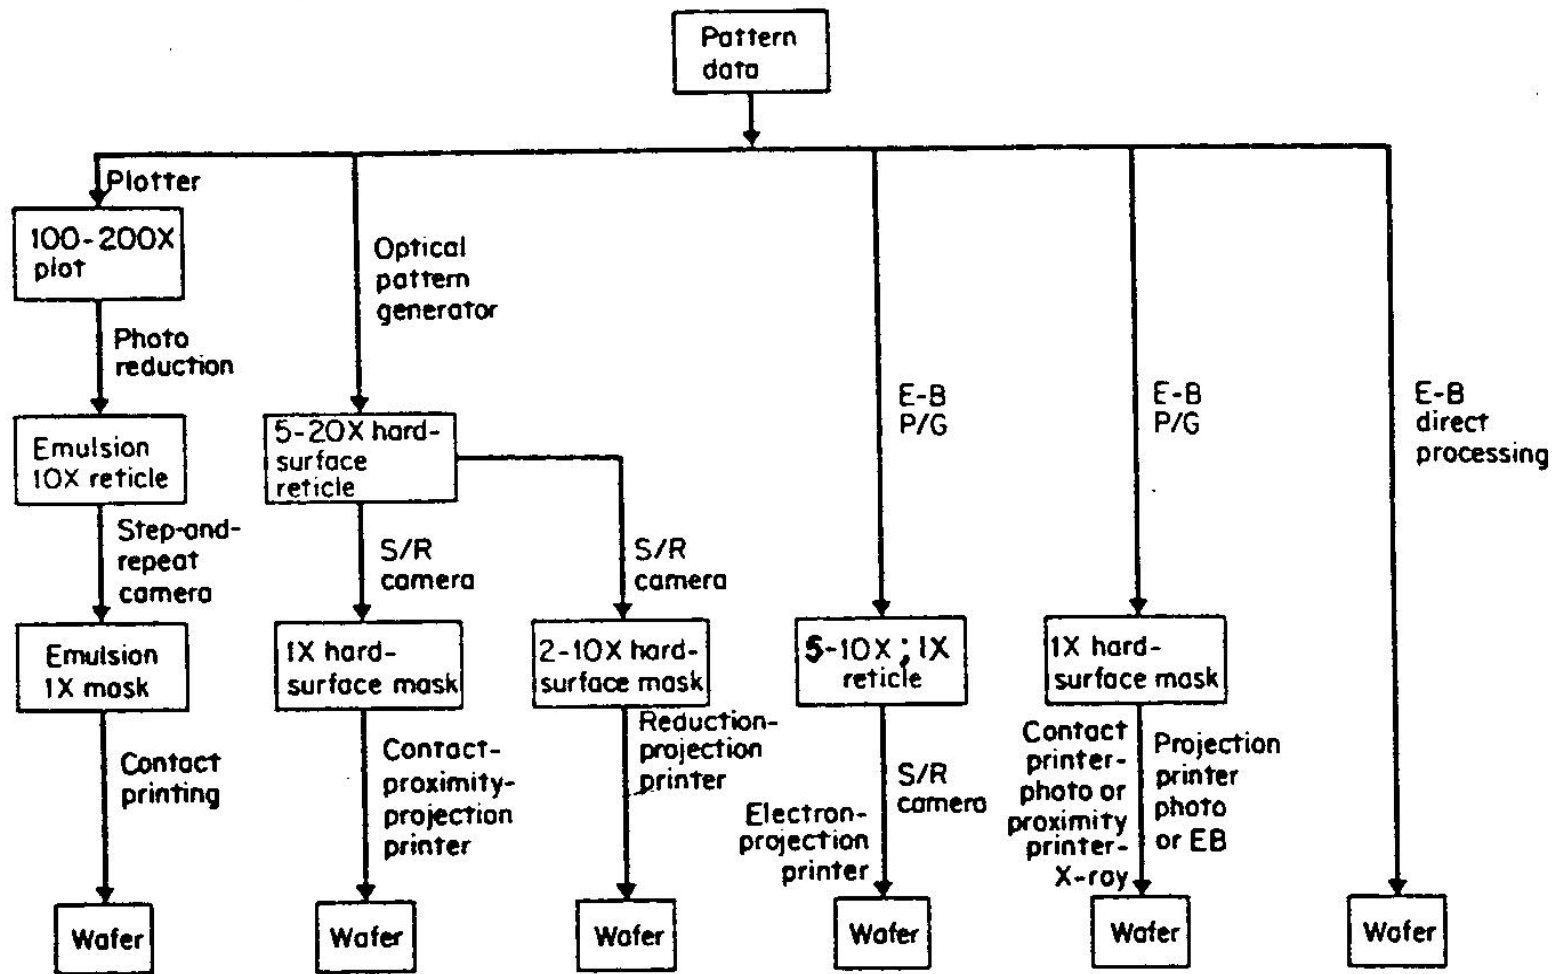 Pattern
data
Plotter
100-200X
plot
Photo
reduction
Emulsion
10X reticle
Step-and-
repeat
camera
Emulsion
1X mask
Contact
printing
Wafer
Optical
pattern
generator
5-20X hard-
surface
reticle
S/R
camera
1X hard-
surface mask
Contact-
proximity-
projection
printer
Wafer
S/R
camera
2-10X hard-
surface mask
Reduction-
projection
printer
Wafer
E-B
P/G
5-10X; 1X
reticle
Electron-
projection
printer
S/R
camera
Wafer
E-B
P/G
1X hard-
surface mask
Contact
printer-
photo or
proximity
printer-
X-ray
Projection
printer
photo
or EB
Wafer
E-B
direct
processing
Wafer